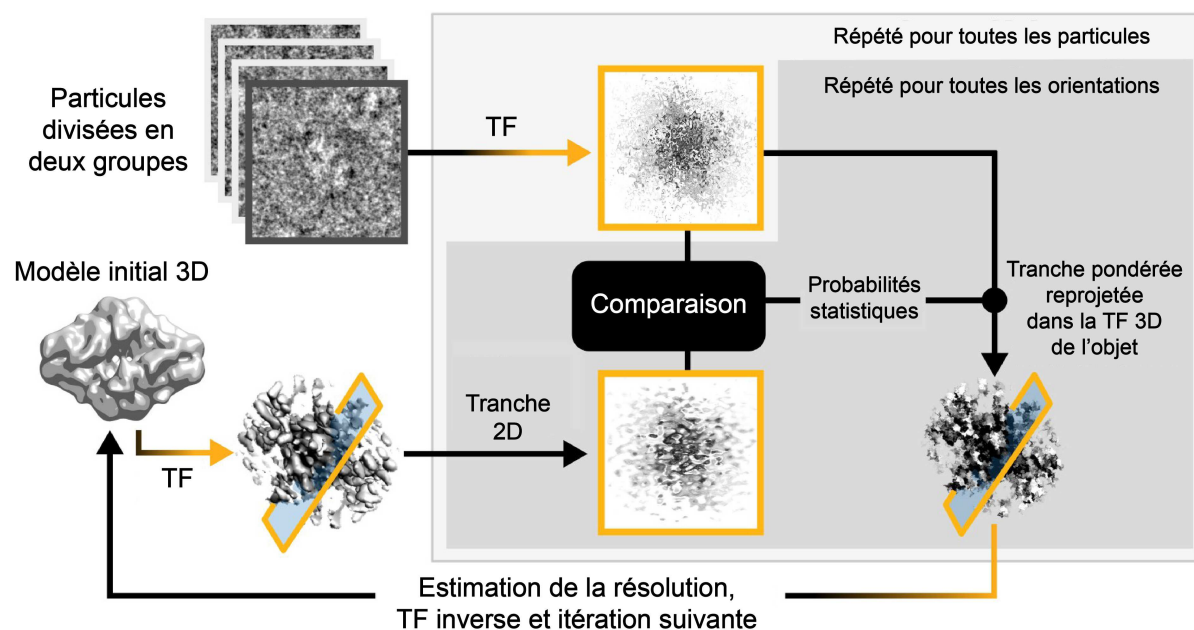 Répété pour toutes les particules
Répété pour toutes les orientations
Particules
divisées en
deux groupes
TF
Modèle initial 3D
Comparaison
Probabilités
statistiques
Tranche pondérée
reprojetée
dans la TF 3D
de l’objet
TF
Tranche
2D
Estimation de la résolution,
TF inverse et itération suivante